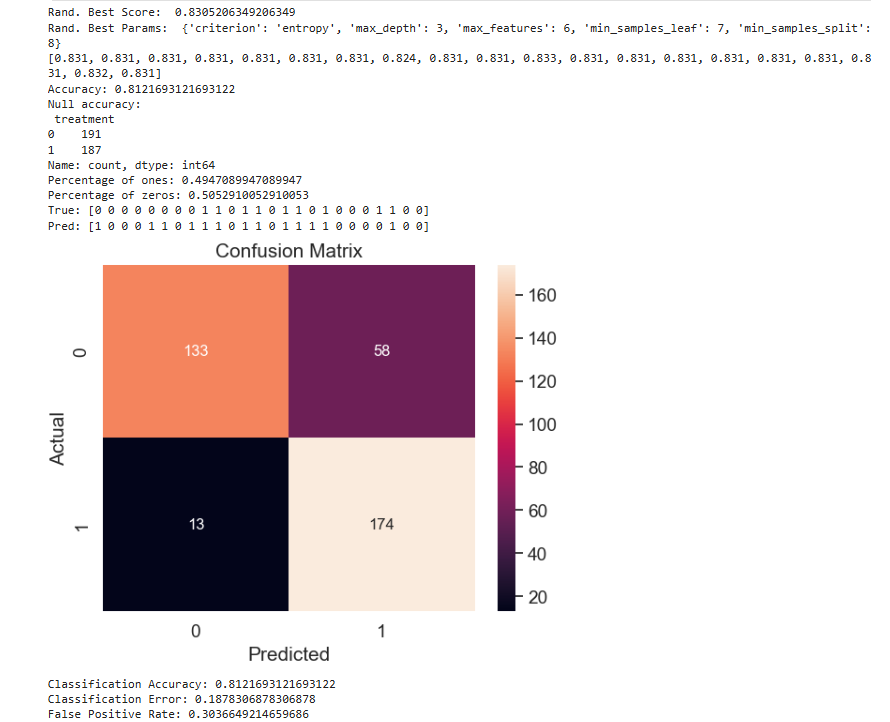 Rand. Best Score:  0.8305206349206349
Rand. Best Params:  {'criterion': 'entropy', 'max_depth': 3, 'max_features': 6, 'min_samples_leaf': 7, 'min_samples_split':
8}
[0.831, 0.831, 0.831, 0.831, 0.831, 0.831, 0.824, 0.831, 0.831, 0.833, 0.831, 0.831, 0.831, 0.831, 0.831, 0.831, 0.831, 0.8
31, 0.832, 0.831]
Accuracy: 0.8121693121693122
Null accuracy:
 treatment
0    191
1    187
Name: count, dtype: int64
Percentage of ones: 0.4947089947089947
Percentage of zeros: 0.5052910052910053
True: [0 0 0 0 0 0 0 0 1 1 0 1 1 0 1 1 0 1 0 0 0 1 1 0 0]
Pred: [1 0 0 0 1 1 0 1 1 1 0 1 1 0 1 1 1 1 0 0 0 0 1 0 0]
Confusion Matrix
133
58
13
174
0
1
Actual
0
1
Predicted
160
140
120
100
80
60
40
20
Classification Accuracy: 0.8121693121693122
Classification Error: 0.1878306878306878
False Positive Rate: 0.3036649214659686